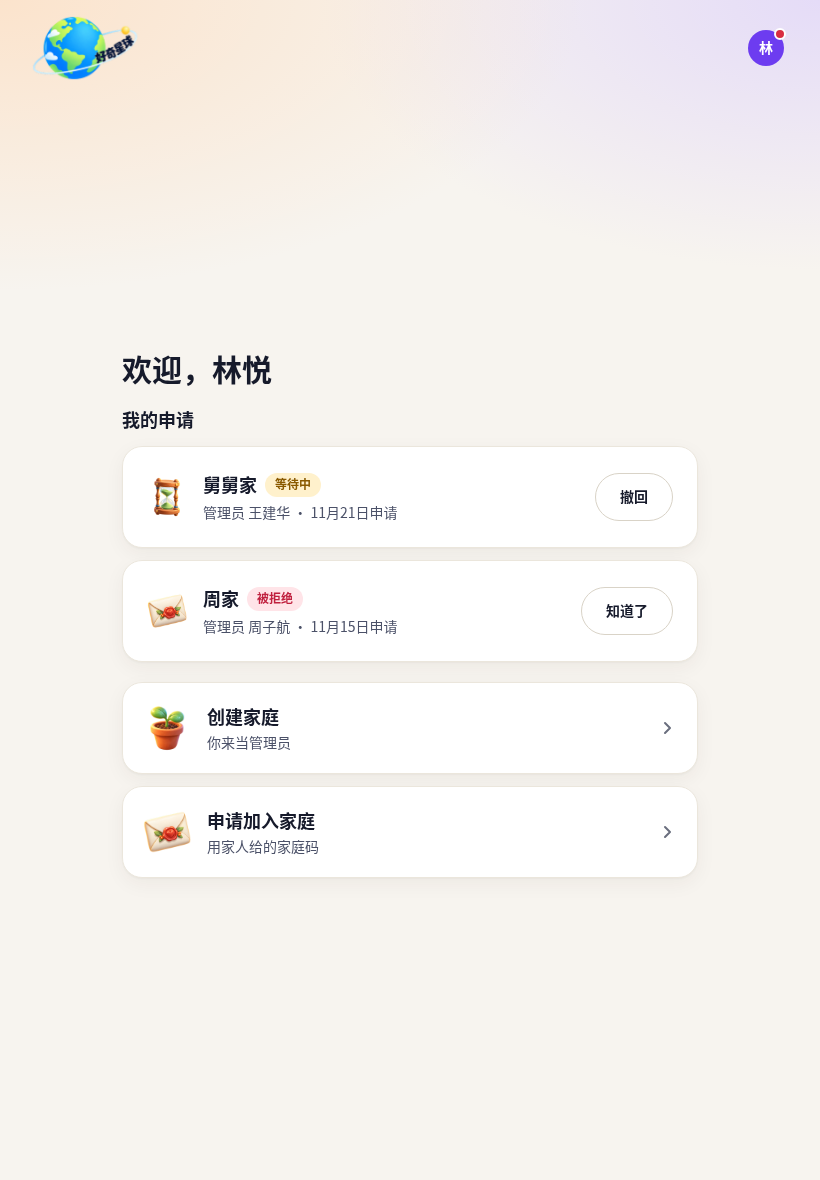 好奇星球
林
欢迎，林悦
我的申请
舅舅家 等待中
管理员 王建华 · 11月21日申请
撤回
周家 被拒绝
管理员 周子航 · 11月15日申请
知道了
创建家庭
你来当管理员
申请加入家庭
用家人给的家庭码